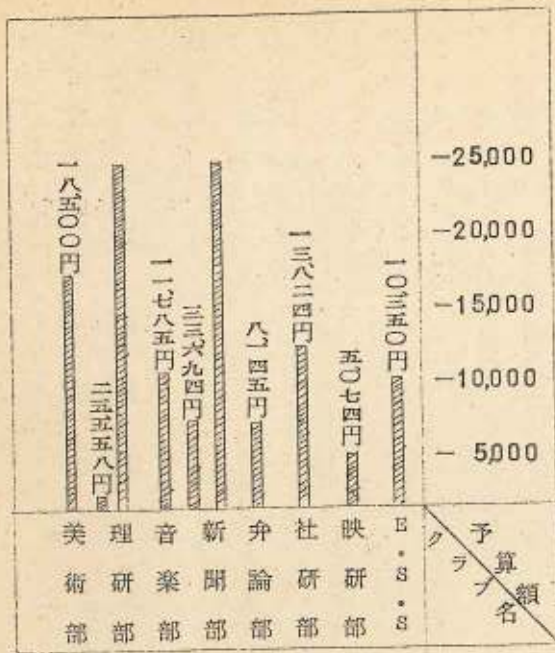 -25,000
-20,000
-15,000
-10,000
- 5,000
予算額
クラブ名
一〇、三五〇円
E・S・S
五、〇七四円
映研部
一三、八二四円
社研部
八、一四五円
弁論部
三三、六九四円
新聞部
一一、七八五円
音楽部
二五、五五八円
理研部
一八、五〇〇円
美術部